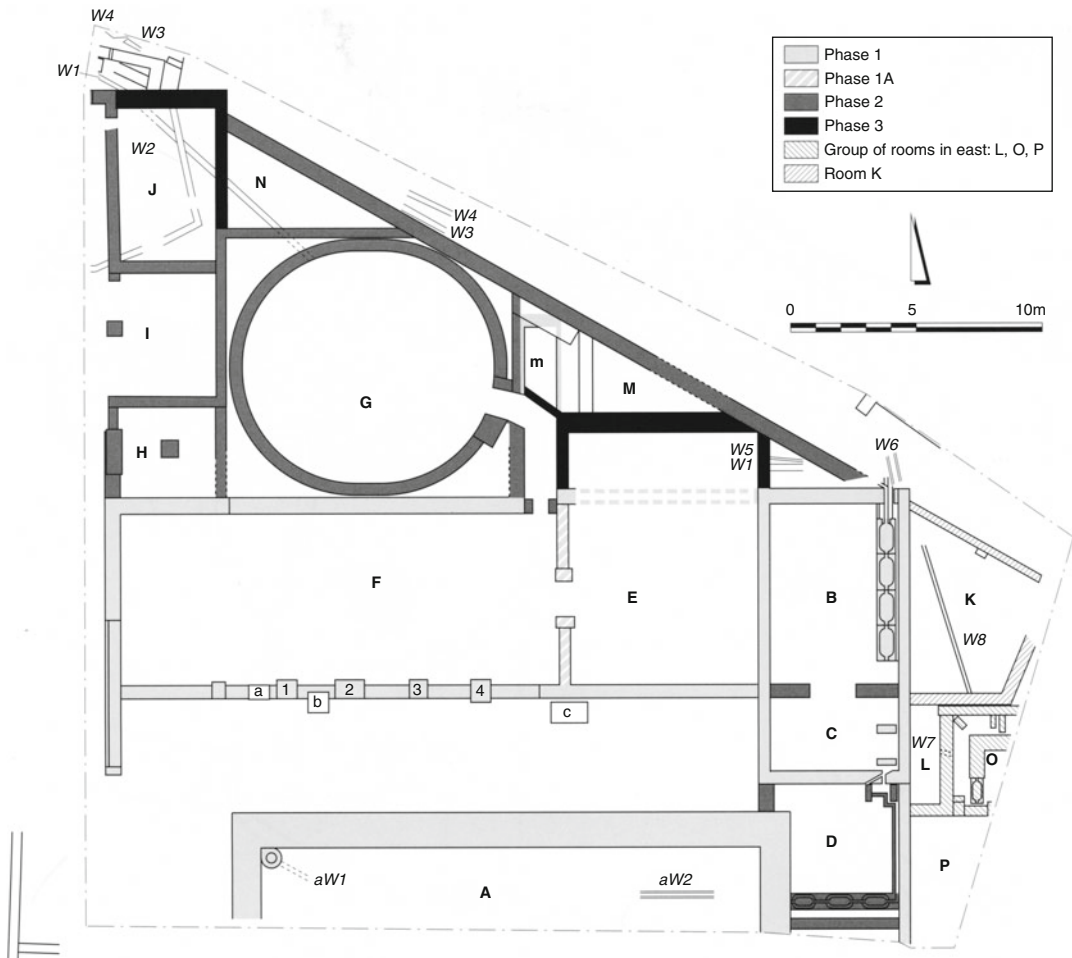 W4
W3
W1
Phase 1
Phase 1A
Phase 2
Phase 3
Group of rooms in east: L, O, P
Room K
W2
J
N
W4
W3
0 5 10m
I
m
M
G
H
W5
W1
W6
F
E
B
K
W8
a 1 b 2 3 4 c
C
W7
L
O
D
P
aW1
A
aW2